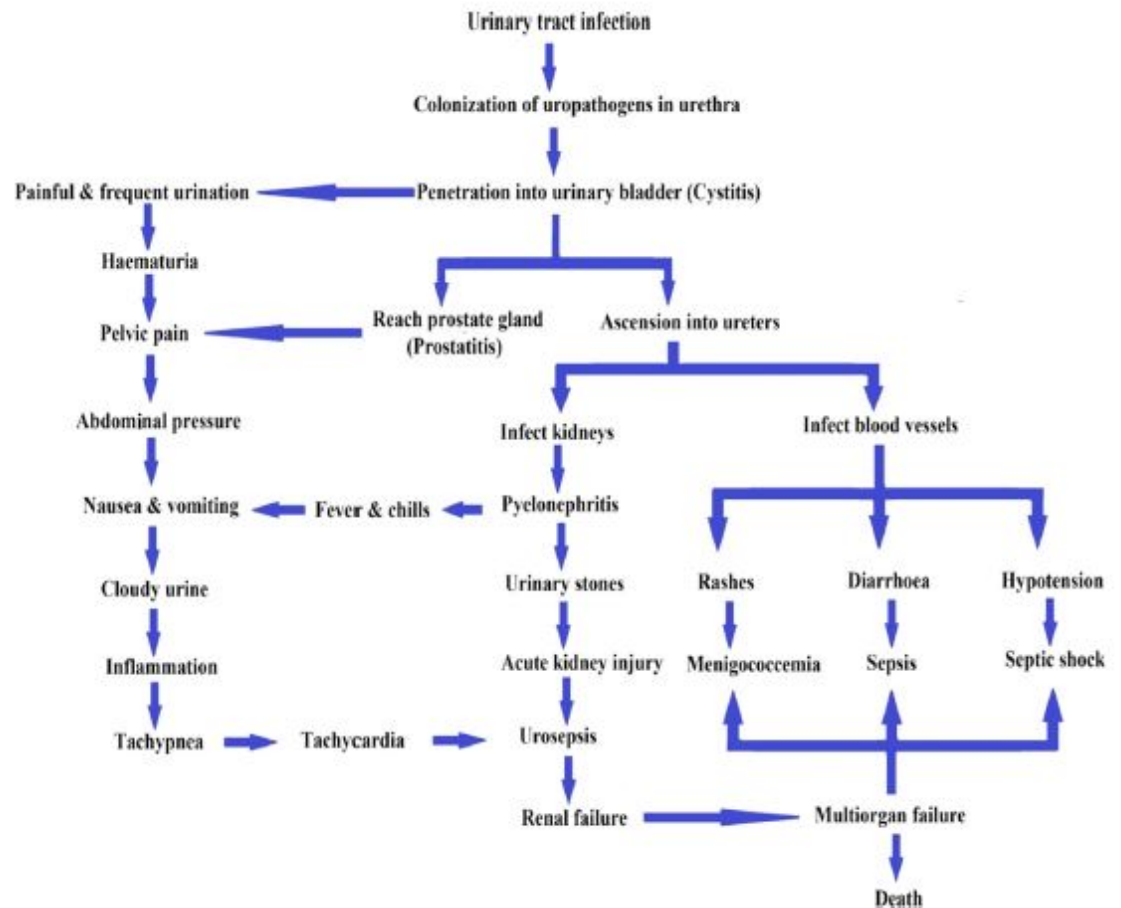 Urinary tract infection
Colonization of uropathogens in urethra
Painful & frequent urination
Penetration into urinary bladder (Cystitis)
Haematuria
Pelvic pain
Reach prostate gland
(Prostatitis)
Ascension into ureters
Abdominal pressure
Infect kidneys
Infect blood vessels
Nausea & vomiting
Fever & chills
Pyelonephritis
Cloudy urine
Urinary stones
Rashes
Diarrhoea
Hypotension
Inflammation
Acute kidney injury
Menigococcemia
Sepsis
Septic shock
Tachypnea
Tachycardia
Urosepsis
Renal failure
Multiorgan failure
Death